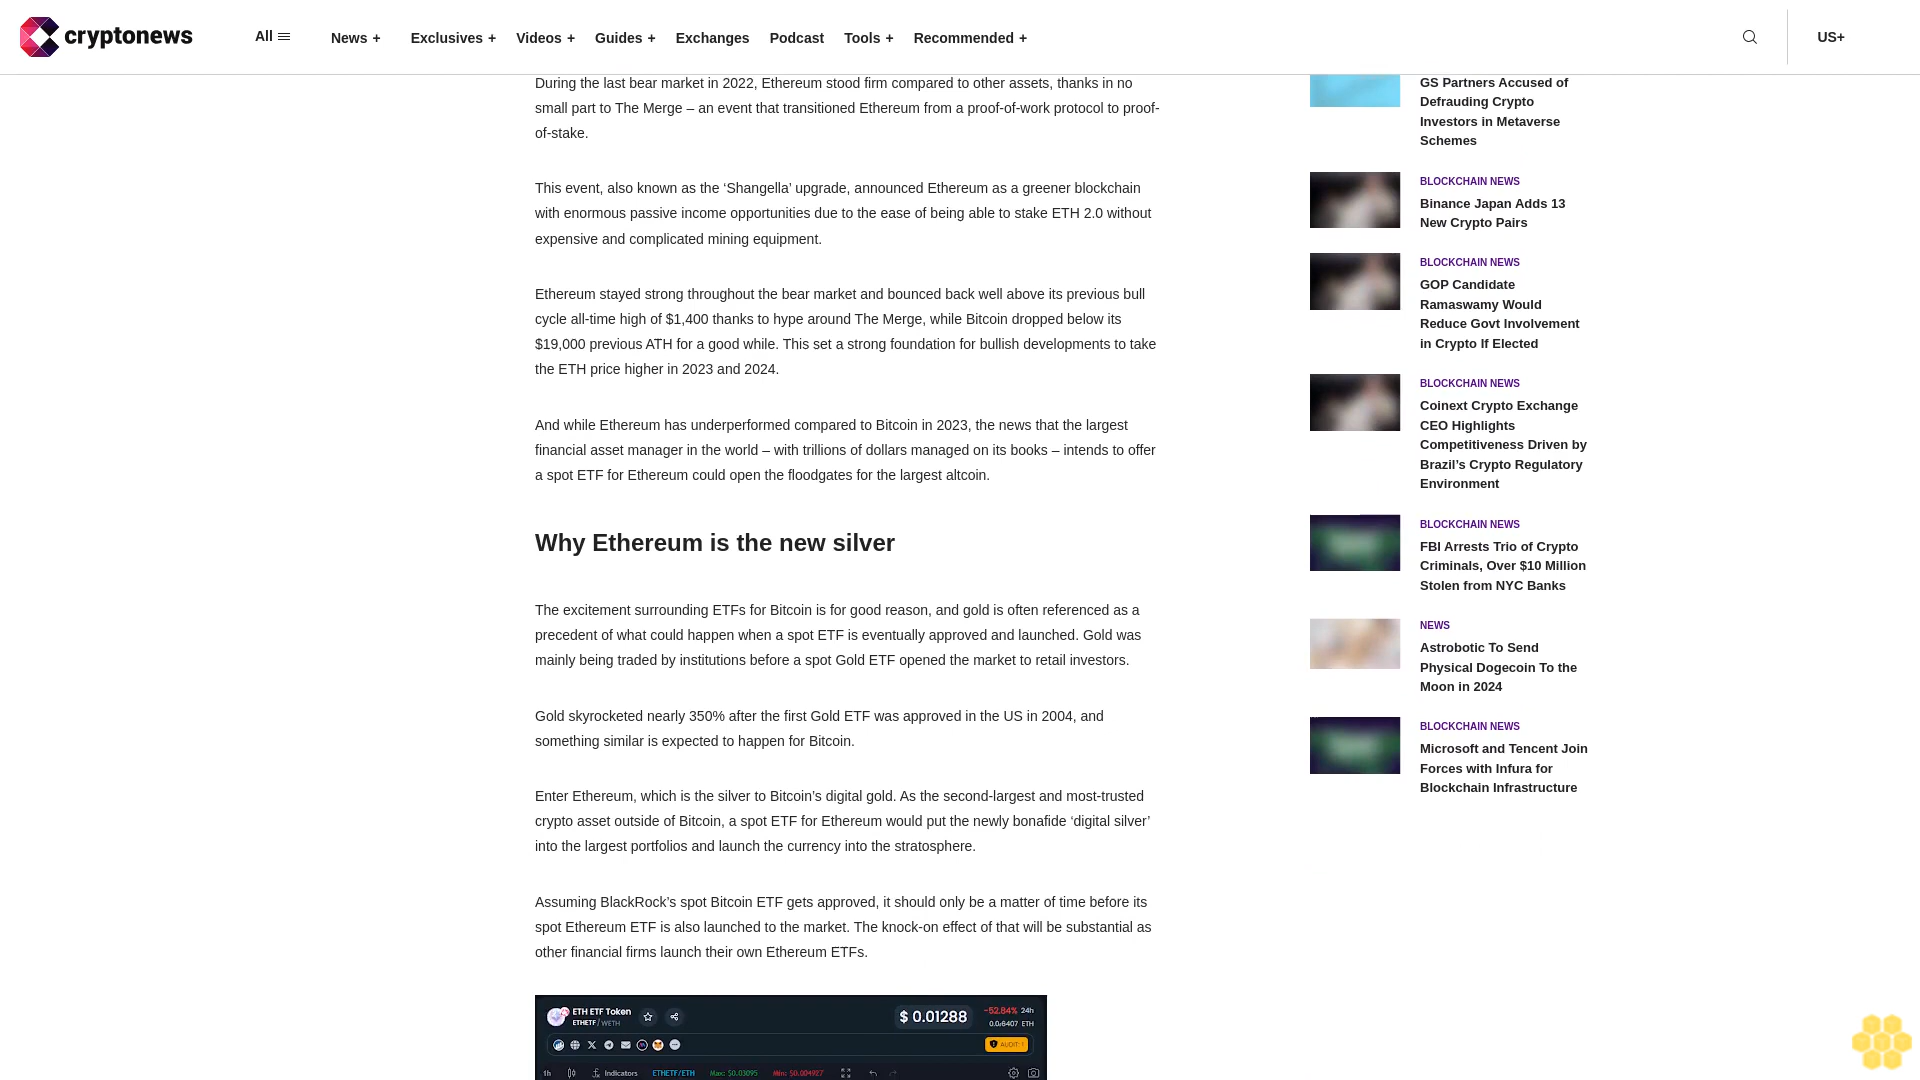 cryptonews
All
News +
Exclusives +
Videos +
Guides +
Exchanges
Podcast
Tools +
Recommended +
US+
During the last bear market in 2022, Ethereum stood firm compared to other assets, thanks in no
small part to The Merge – an event that transitioned Ethereum from a proof-of-work protocol to proof-
of-stake.
This event, also known as the ‘Shangella’ upgrade, announced Ethereum as a greener blockchain
with enormous passive income opportunities due to the ease of being able to stake ETH 2.0 without
expensive and complicated mining equipment.
Ethereum stayed strong throughout the bear market and bounced back well above its previous bull
cycle all-time high of $1,400 thanks to hype around The Merge, while Bitcoin dropped below its
$19,000 previous ATH for a good while. This set a strong foundation for bullish developments to take
the ETH price higher in 2023 and 2024.
And while Ethereum has underperformed compared to Bitcoin in 2023, the news that the largest
financial asset manager in the world – with trillions of dollars managed on its books – intends to offer
a spot ETF for Ethereum could open the floodgates for the largest altcoin.
Why Ethereum is the new silver
The excitement surrounding ETFs for Bitcoin is for good reason, and gold is often referenced as a
precedent of what could happen when a spot ETF is eventually approved and launched. Gold was
mainly being traded by institutions before a spot Gold ETF opened the market to retail investors.
Gold skyrocketed nearly 350% after the first Gold ETF was approved in the US in 2004, and
something similar is expected to happen for Bitcoin.
Enter Ethereum, which is the silver to Bitcoin’s digital gold. As the second-largest and most-trusted
crypto asset outside of Bitcoin, a spot ETF for Ethereum would put the newly bonafide ‘digital silver’
into the largest portfolios and launch the currency into the stratosphere.
Assuming BlackRock’s spot Bitcoin ETF gets approved, it should only be a matter of time before its
spot Ethereum ETF is also launched to the market. The knock-on effect of that will be substantial as
other financial firms launch their own Ethereum ETFs.
ETH ETF Token
ETHETF / WETH
$ 0.01288
-52.84% 24h
ETH
AUDIT: 1
1h
Indicators
ETHETF/ETH
Max: $0.03095
Min: $0.004927
GS Partners Accused of
Defrauding Crypto
Investors in Metaverse
Schemes
BLOCKCHAIN NEWS
Binance Japan Adds 13
New Crypto Pairs
BLOCKCHAIN NEWS
GOP Candidate
Ramaswamy Would
Reduce Govt Involvement
in Crypto If Elected
BLOCKCHAIN NEWS
Coinext Crypto Exchange
CEO Highlights
Competitiveness Driven by
Brazil’s Crypto Regulatory
Environment
BLOCKCHAIN NEWS
FBI Arrests Trio of Crypto
Criminals, Over $10 Million
Stolen from NYC Banks
NEWS
Astrobotic To Send
Physical Dogecoin To the
Moon in 2024
BLOCKCHAIN NEWS
Microsoft and Tencent Join
Forces with Infura for
Blockchain Infrastructure